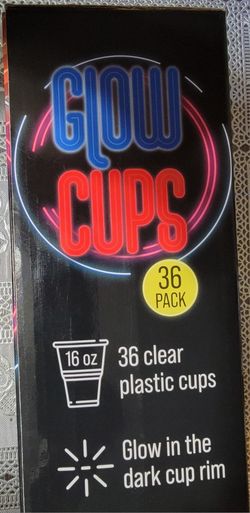 GLOW
CUPS
36
PACK
16 oz
36 clear
plastic cups
Glow in the
dark cup rim